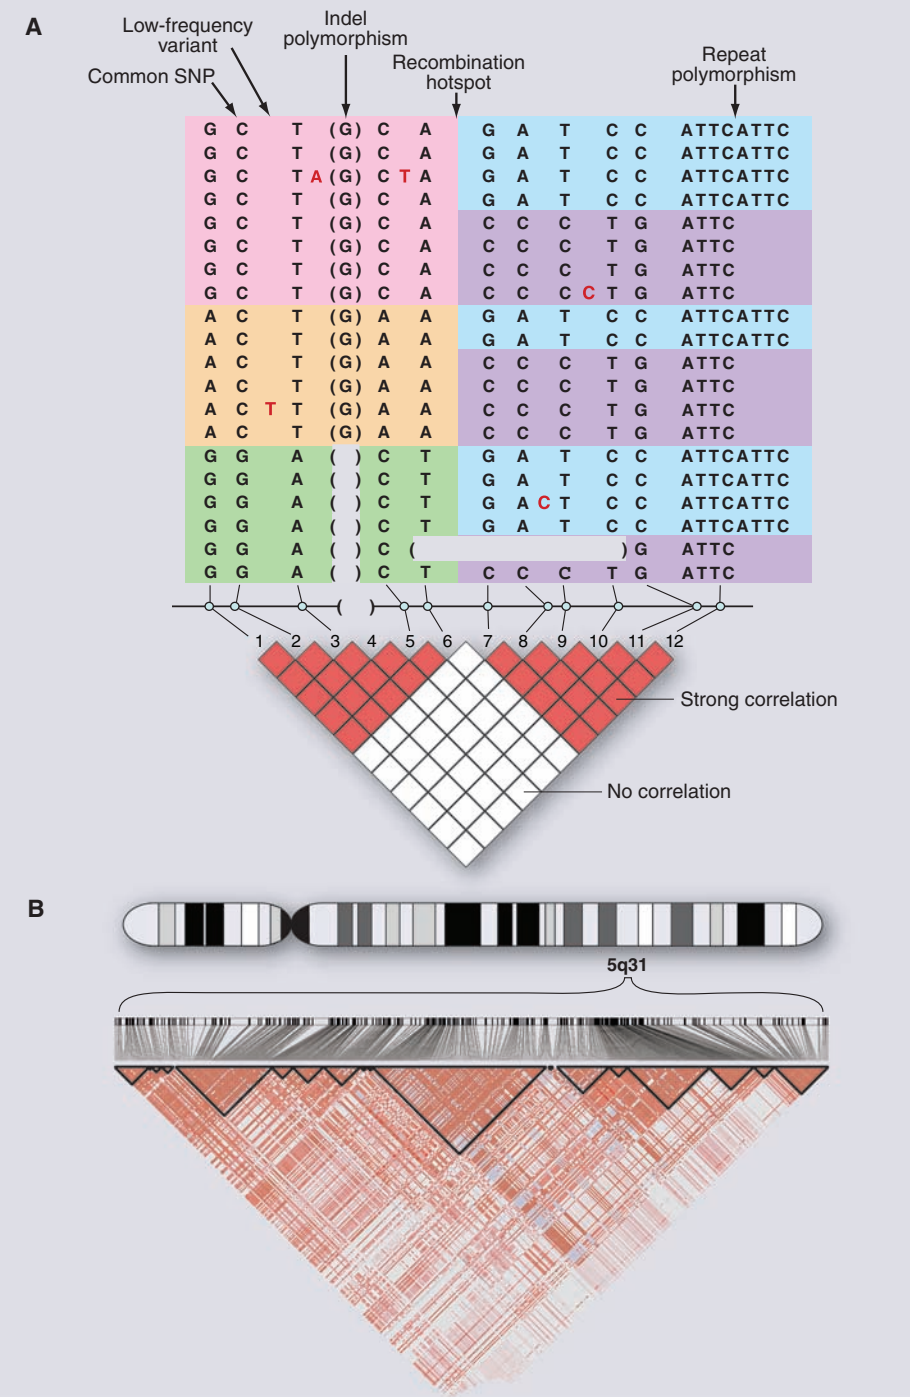 A
Low-frequency
variant
Indel
polymorphism
Common SNP
Recombination
hotspot
Repeat
polymorphism
G C T (G) C A G A T C C ATTCATTC
G C T (G) C A G A T C C ATTCATTC
G C T A (G) C T A G A T C C ATTCATTC
G C T (G) C A G A T C C ATTCATTC
G C T (G) C A C C C T G ATTC
G C T (G) C A C C C T G ATTC
G C T (G) C A C C C T G ATTC
G C T (G) C A C C C C T G ATTC
A C T (G) A A G A T C C ATTCATTC
A C T (G) A A G A T C C ATTCATTC
A C T (G) A A C C C T G ATTC
A C T (G) A A C C C T G ATTC
A C T T (G) A A C C C T G ATTC
A C T (G) A A C C C T G ATTC
G G A ( ) C T G A T C C ATTCATTC
G G A ( ) C T G A T C C ATTCATTC
G G A ( ) C T G A C T C C ATTCATTC
G G A ( ) C T G A T C C ATTCATTC
G G A ( ) C ( ) G ATTC
G G A ( ) C T C C C T G ATTC
( )
1 2 3 4 5 6 7 8 9 10 11 12
Strong correlation
No correlation
B
5q31